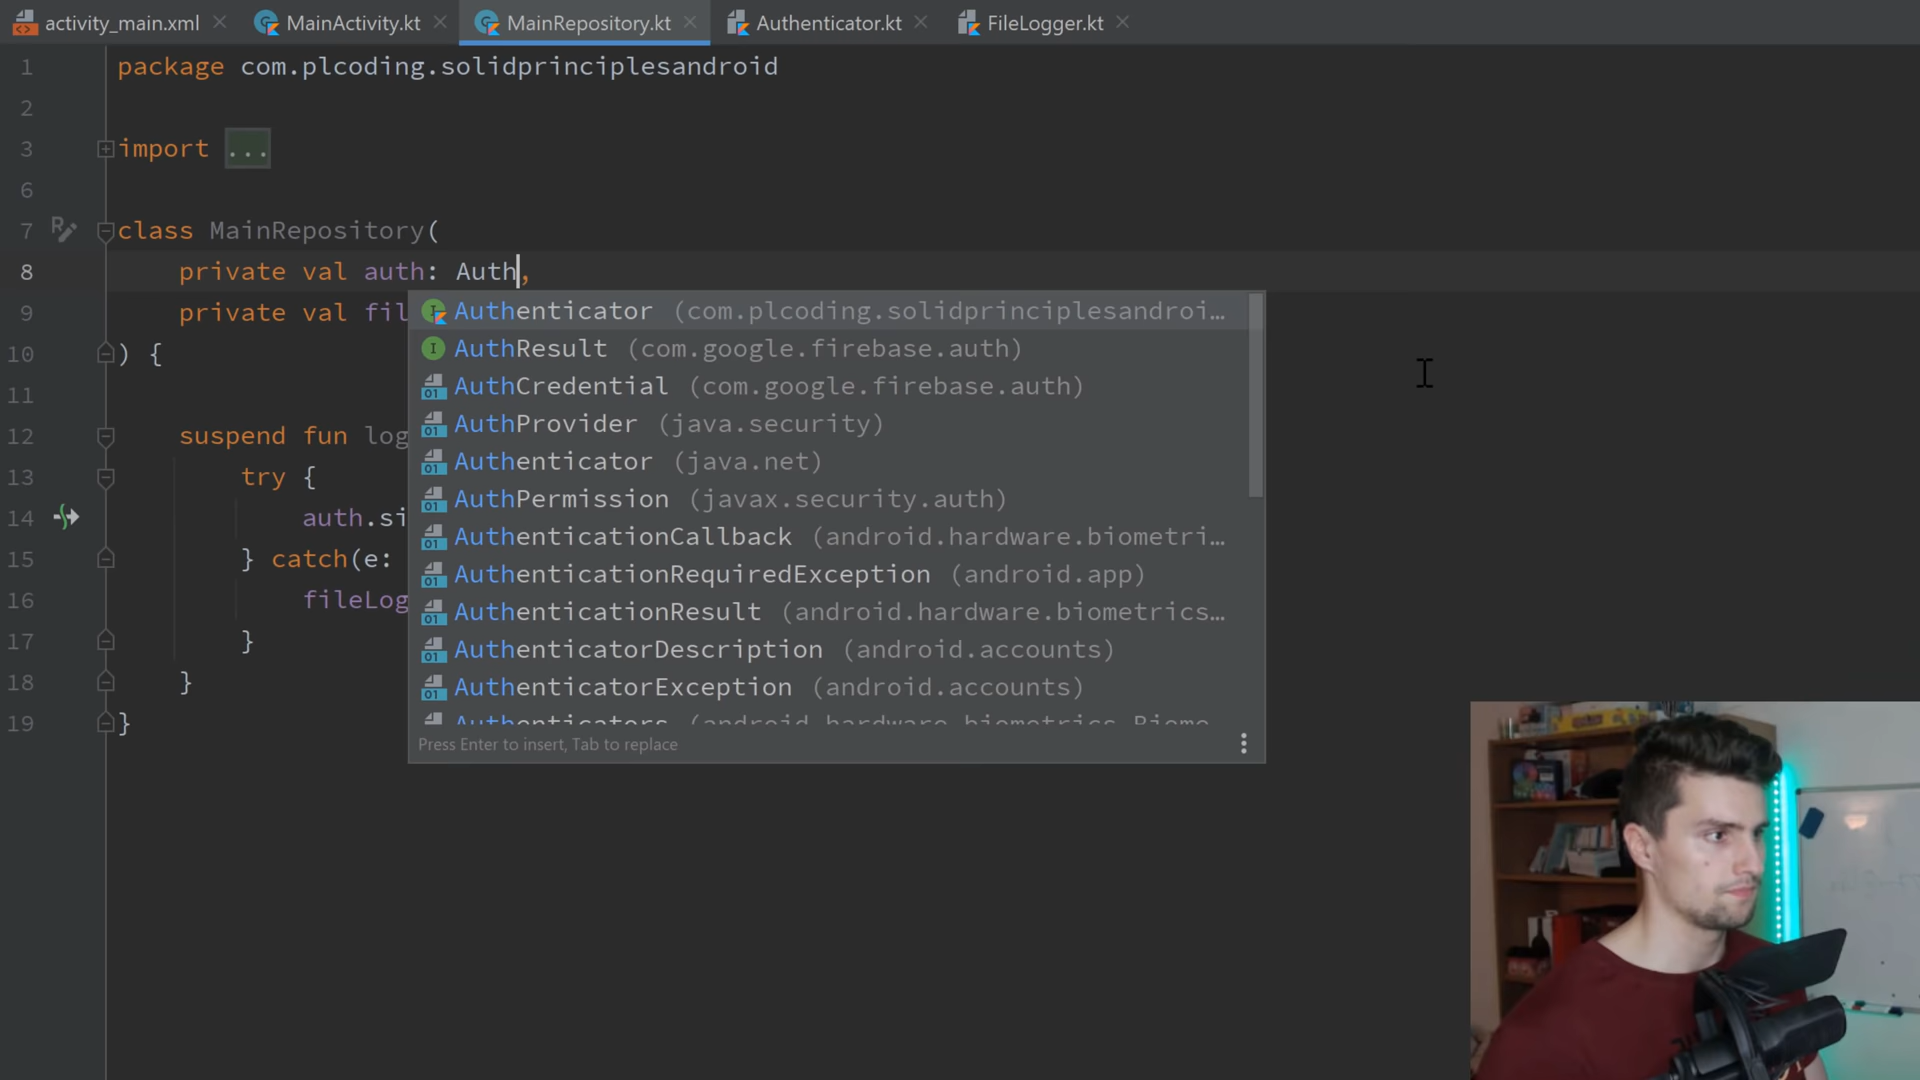 activity_main.xml MainActivity.kt MainRepository.kt Authenticator.kt FileLogger.kt
1 package com.plcoding.solidprinciplesandroid
2
3 import ...
6
7 class MainRepository(
8 private val auth: Auth,
9 private val fil
10 ) {
11
12 suspend fun log
13 try {
14 auth.si
15 } catch(e:
16 fileLog
17 }
18 }
19 }
Authenticator (com.plcoding.solidprinciplesandroi...
AuthResult (com.google.firebase.auth)
AuthCredential (com.google.firebase.auth)
AuthProvider (java.security)
Authenticator (java.net)
AuthPermission (javax.security.auth)
AuthenticationCallback (android.hardware.biometri...
AuthenticationRequiredException (android.app)
AuthenticationResult (android.hardware.biometrics...
AuthenticatorDescription (android.accounts)
AuthenticatorException (android.accounts)
Authenticators (android.hardware.biometrics.Biome
Press Enter to insert, Tab to replace